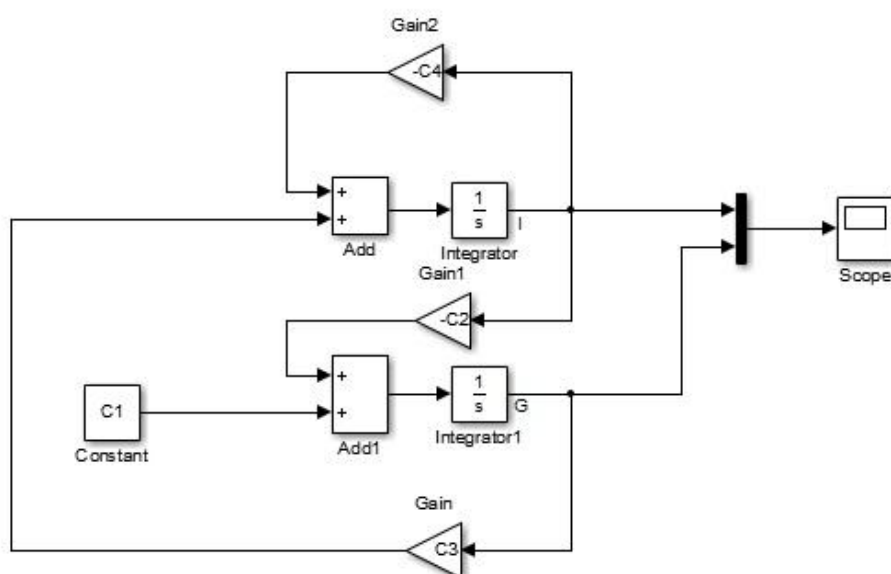 Gain2
-C4
+
+
Add
1
s
Integrator
I
Gain1
-C2
Scope
C1
Constant
+
+
Add1
1
s
Integrator1
G
Gain
C3